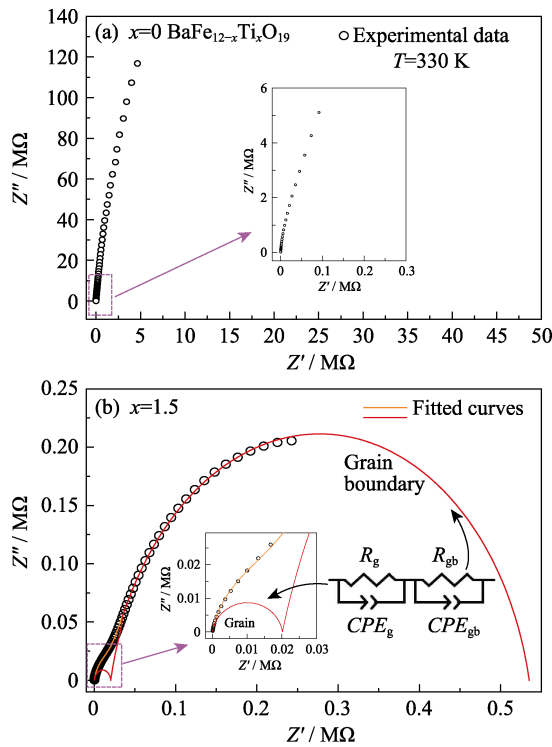 (a) x=0 BaFe12–xTixO19
Experimental data
T=330 K
140
120
100
80
60
40
20
0
Z″ / MΩ
0 5 10 15 20 25 30 35 40 45 50
Z′ / MΩ
6
4
2
0
Z″ / MΩ
0 0.1 0.2 0.3
Z′ / MΩ
(b) x=1.5
Fitted curves
0.25
0.20
0.15
0.10
0.05
0
Z″ / MΩ
0 0.1 0.2 0.3 0.4 0.5
Z′ / MΩ
Grain
boundary
Rg Rgb
CPEg CPEgb
0.02
0.01
0
Z″ / MΩ
Grain
0 0.01 0.02 0.03
Z′ / MΩ